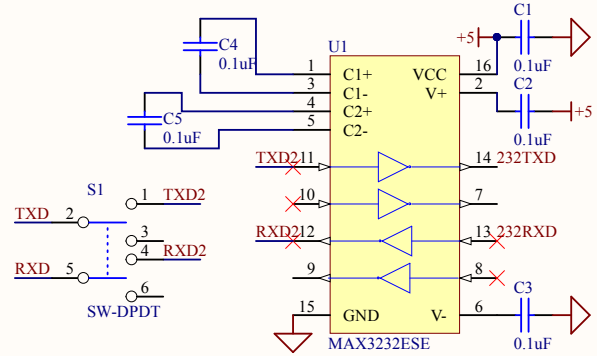 C1
+5
0.1uF
C4
0.1uF
U1
1 C1+ VCC 16
3 C1- V+ 2
4 C2+
5 C2-
C2
+5
0.1uF
C5
0.1uF
TXD2 11 14 232TXD
10 7
RXD2 12 13 232RXD
9 8
15 GND V- 6
MAX3232ESE
C3
0.1uF
S1
1 TXD2
TXD 2
3
4 RXD2
RXD 5
6
SW-DPDT